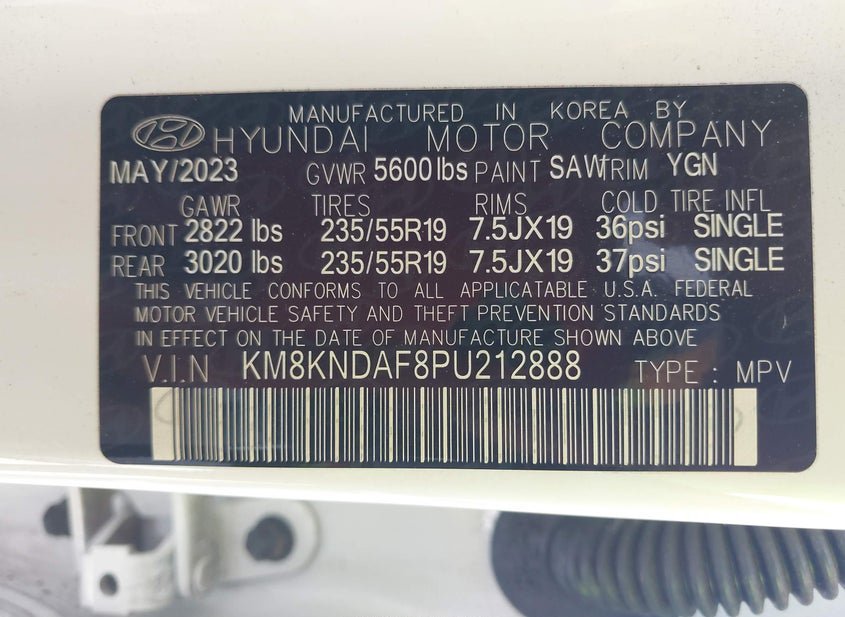 MANUFACTURED IN KOREA BY
HYUNDAI MOTOR COMPANY
MAY/2023 GVWR 5600lbs PAINT SAW TRIM YGN
GAWR TIRES RIMS COLD TIRE INFL
FRONT 2822 lbs 235/55R19 7.5JX19 36psi SINGLE
REAR 3020 lbs 235/55R19 7.5JX19 37psi SINGLE
THIS VEHICLE CONFORMS TO ALL APPLICATABLE U.S.A. FEDERAL
MOTOR VEHICLE SAFETY AND THEFT PREVENTION STANDARDS
IN EFFECT ON THE DATE OF MANUFACTURE SHOWN ABOVE
V.I.N KM8KNDAF8PU212888 TYPE : MPV